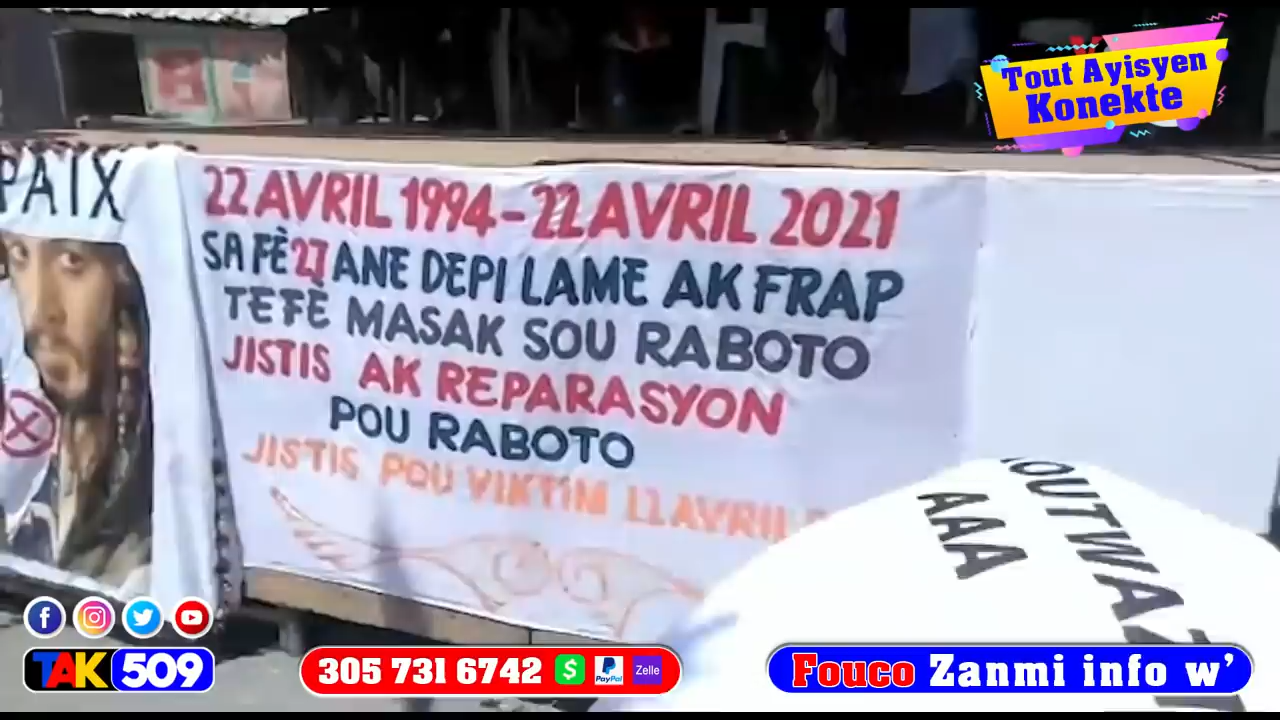 Tout Ayisyen
Konekte
PAIX
22 AVRIL 1994 - 22 AVRIL 2021
SA FÈ 27 ANE DEPI LAME AK FRAP
TE FÈ MASAK SOU RABOTO
JISTIS AK REPARASYON
POU RABOTO
JISTIS POU VIKTIM 22 AVRIL
OUTWA
AAA
TAK 509
305 731 6742
$
PayPal
Zelle
Fouco Zanmi info w'